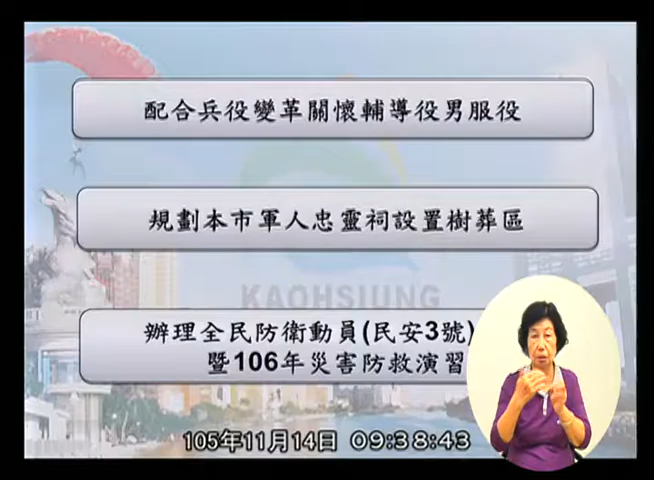 配合兵役變革關懷輔導役男服役
規劃本市軍人忠靈祠設置樹葬區
KAOHSIUNG
辦理全民防衛動員(民安3號)
暨106年災害防救演習
105年11月14日 09:38:43